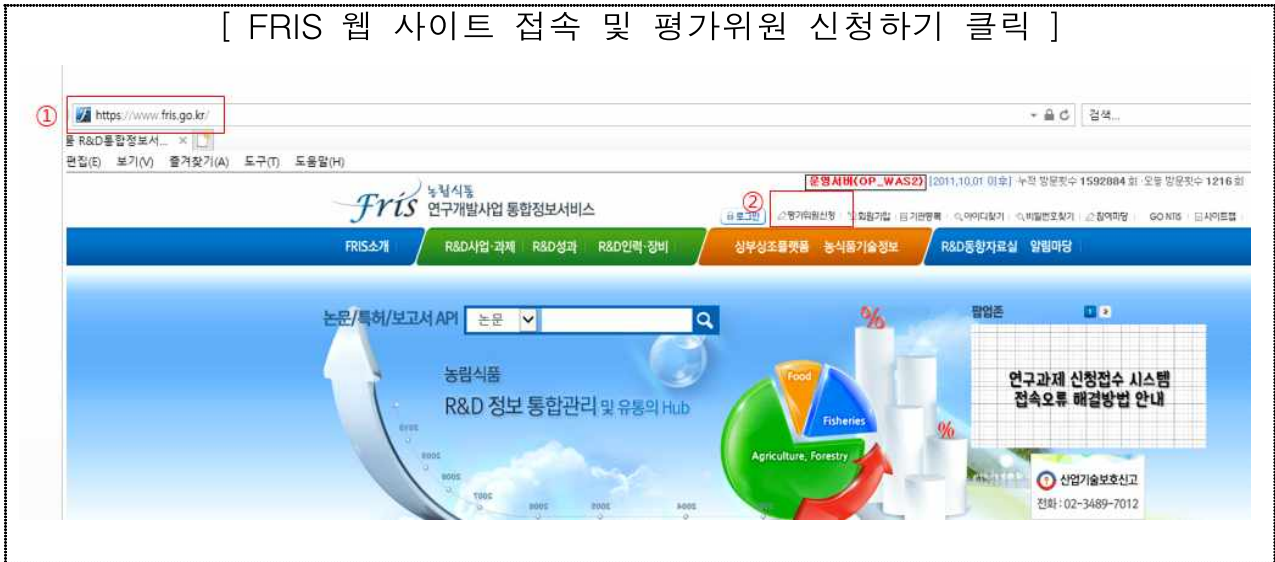 [ FRIS 웹 사이트 접속 및 평가위원 신청하기 클릭 ]
① https://www.fris.go.kr/
검색...
품 R&D통합정보서...
편집(E) 보기(V) 즐겨찾기(A) 도구(T) 도움말(H)
운영서버(OP_WAS2) [2011.10.01 이후] 누적 방문횟수 1592884 회 ·오늘 방문횟수 1216 회
Fris 농림식품
연구개발사업 통합정보서비스
②
로그인 평가위원신청 회원가입 기관등록 아이디찾기 비밀번호찾기 참여마당 GO NTIS 사이트맵
FRIS소개 R&D사업·과제 R&D성과 R&D인력·장비 상부상조플랫폼 농식품기술정보 R&D동향자료실 알림마당
논문/특허/보고서 API 논문
팝업존 1
농림식품
R&D 정보 통합관리 및 유통의 Hub
연구과제 신청접수 시스템
접속오류 해결방법 안내
Food
Fisheries
Agriculture, Forestry
%
%
산업기술보호신고
전화 : 02-3489-7012